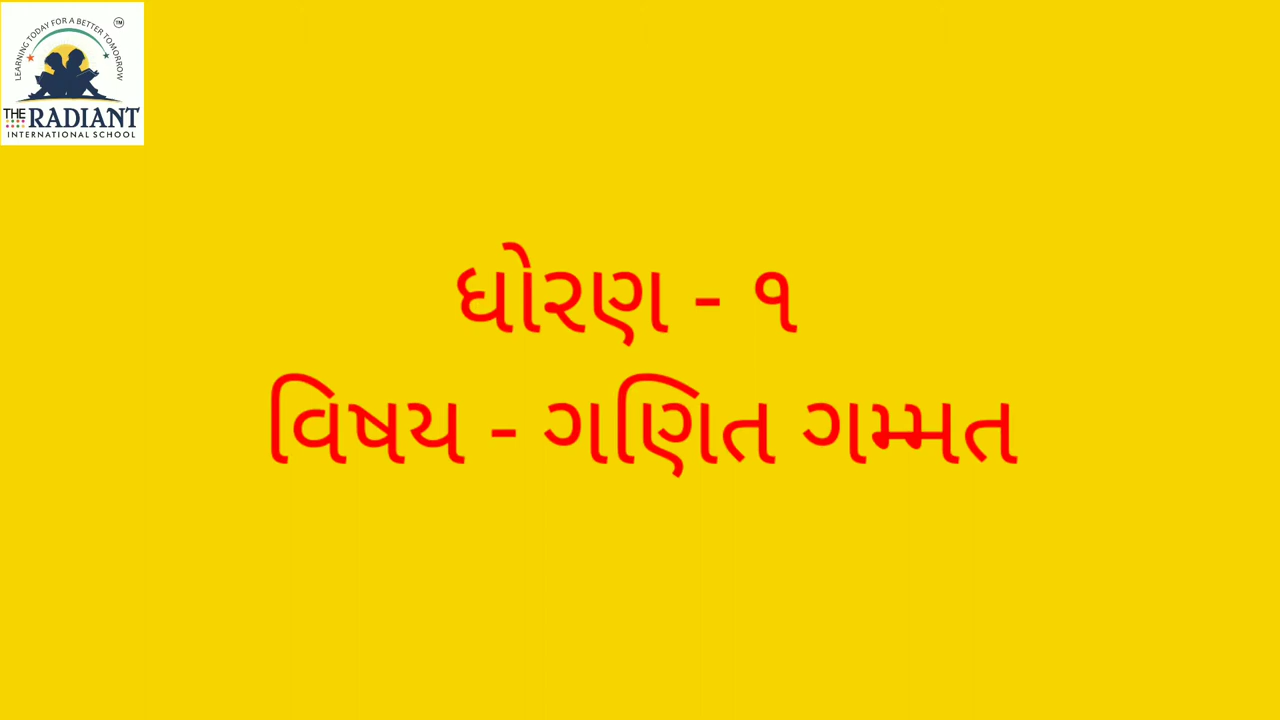 LEARNING TODAY FOR A BETTER TOMORROW
TM
THE RADIANT
INTERNATIONAL SCHOOL
ધોરણ - ૧
વિષય - ગણિત ગમ્મત